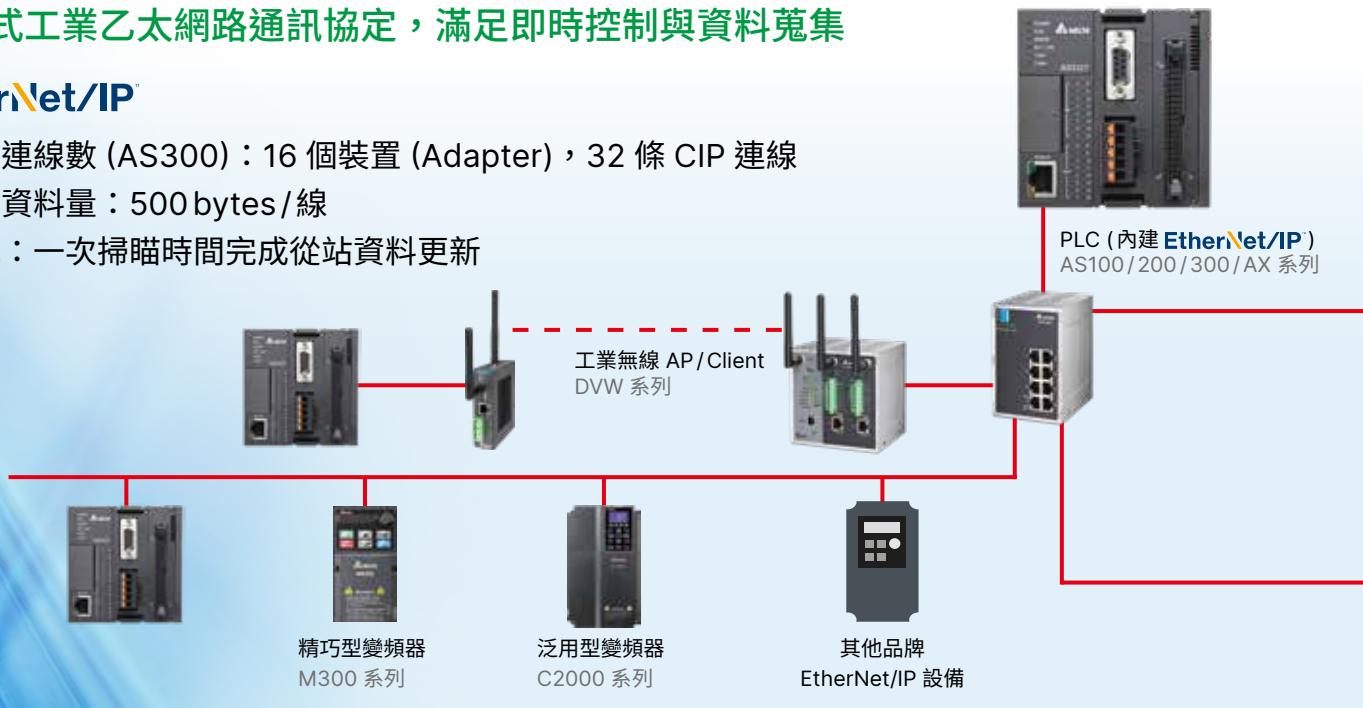 式工業乙太網路通訊協定，滿足即時控制與資料蒐集
rNet/IP
連線數 (AS300)：16 個裝置 (Adapter)，32 條 CIP 連線
資料量：500 bytes/線
：一次掃瞄時間完成從站資料更新
PLC (內建 EtherNet/IP)
AS100/200/300/AX 系列
工業無線 AP/Client
DVW 系列
精巧型變頻器
M300 系列
泛用型變頻器
C2000 系列
其他品牌
EtherNet/IP 設備